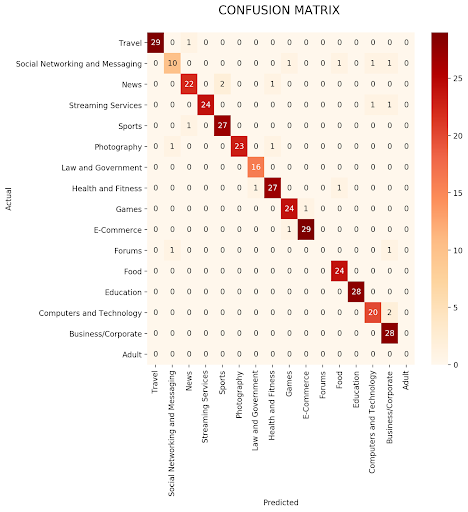 CONFUSION MATRIX
Actual
Travel 29 0 1 0 0 0 0 0 0 0 0 0 0 0 0 0
Social Networking and Messaging 0 10 0 0 0 0 0 0 1 0 0 1 0 1 1 0
News 0 0 22 0 2 0 0 1 0 0 0 0 0 0 0 0
Streaming Services 0 0 0 24 0 0 0 0 0 0 0 0 0 1 1 0
Sports 0 0 1 0 27 0 0 0 0 0 0 0 0 0 0 0
Photography 0 1 0 0 0 23 0 1 0 0 0 0 0 0 0 0
Law and Government 0 0 0 0 0 0 16 0 0 0 0 0 0 0 0 0
Health and Fitness 0 0 0 0 0 0 1 27 0 0 0 1 0 0 0 0
Games 0 0 0 0 0 0 0 0 24 1 0 0 0 0 0 0
E-Commerce 0 0 0 0 0 0 0 0 1 29 0 0 0 0 0 0
Forums 0 1 0 0 0 0 0 0 0 0 0 0 0 0 1 0
Food 0 0 0 0 0 0 0 0 0 0 0 24 0 0 0 0
Education 0 0 0 0 0 0 0 0 0 0 0 0 28 0 0 0
Computers and Technology 0 0 0 0 0 0 0 0 0 0 0 0 0 20 2 0
Business/Corporate 0 0 0 0 0 0 0 0 0 0 0 0 0 0 28 0
Adult 0 0 0 0 0 0 0 0 0 0 0 0 0 0 0 0
Travel
Social Networking and Messaging
News
Streaming Services
Sports
Photography
Law and Government
Health and Fitness
Games
E-Commerce
Forums
Food
Education
Computers and Technology
Business/Corporate
Adult
Predicted
25
20
15
10
5
0